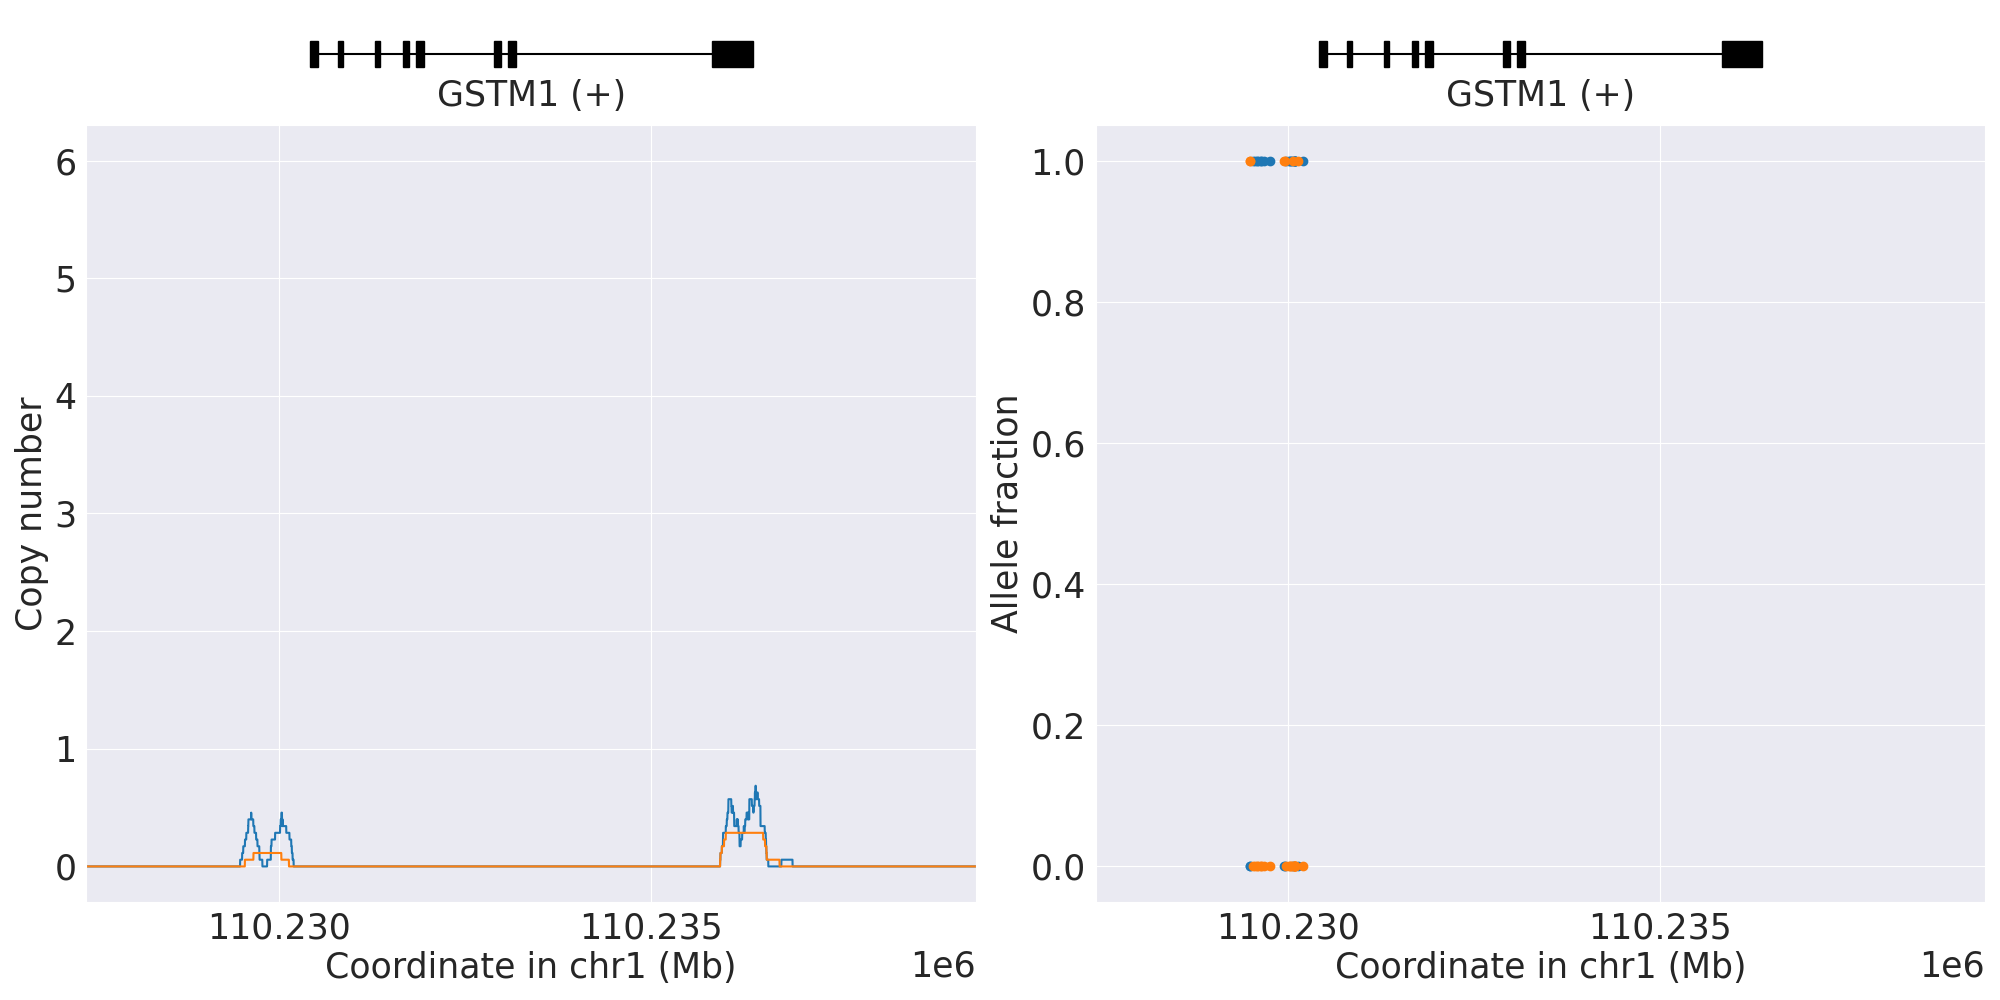 GSTM1 (+)
6
5
4
3
2
1
0
Copy number
110.230
110.235
Coordinate in chr1 (Mb)
1e6
GSTM1 (+)
1.0
0.8
0.6
0.4
0.2
0.0
Allele fraction
110.230
110.235
Coordinate in chr1 (Mb)
1e6